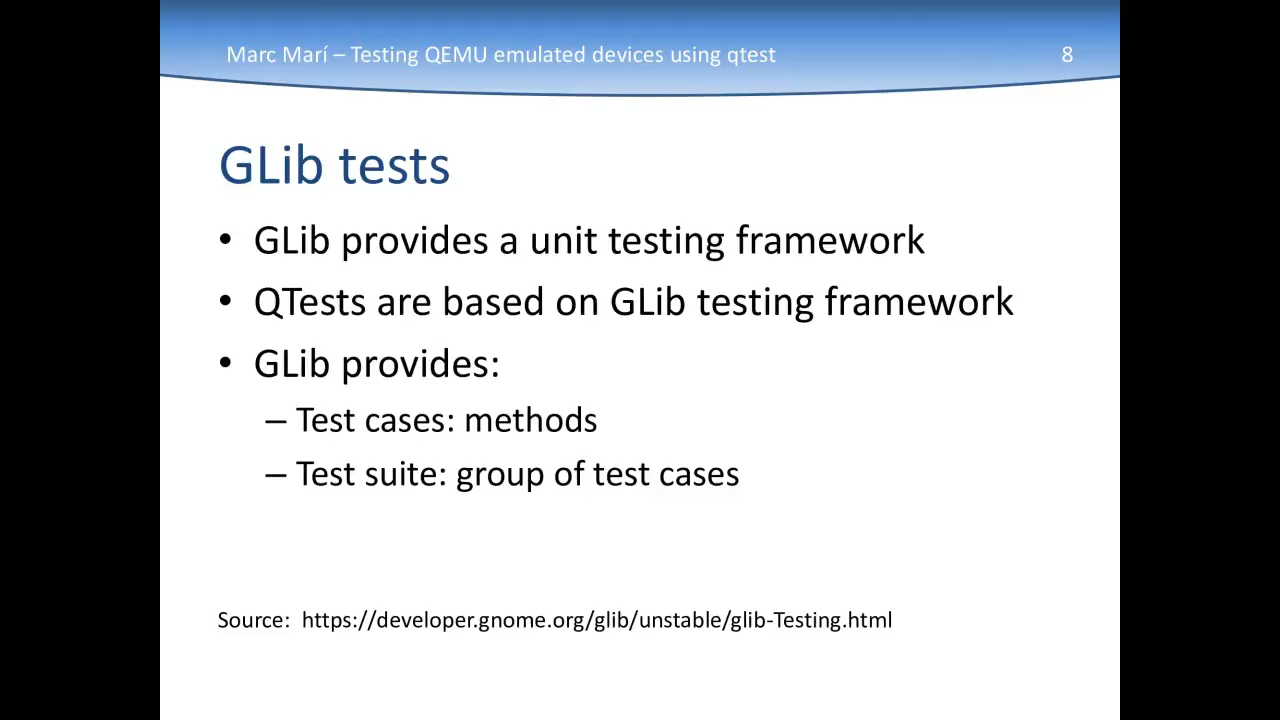 Marc Marí – Testing QEMU emulated devices using qtest 8
GLib tests
• GLib provides a unit testing framework
• QTests are based on GLib testing framework
• GLib provides:
– Test cases: methods
– Test suite: group of test cases
Source: https://developer.gnome.org/glib/unstable/glib-Testing.html